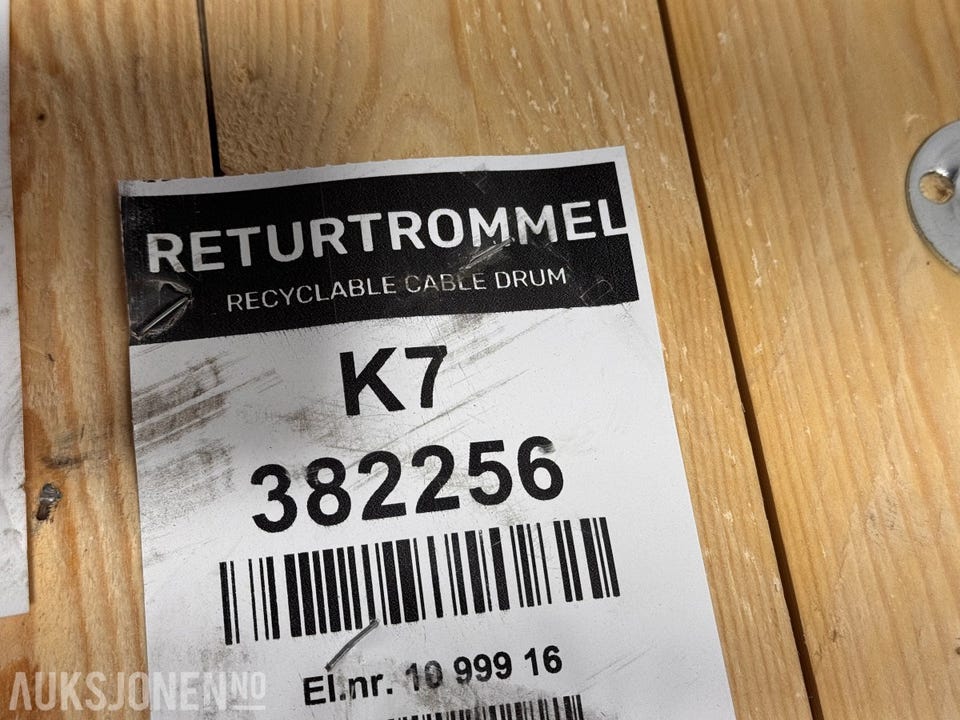 RETURTROMMEL
RECYCLABLE CABLE DRUM
K7
382256
El.nr. 10 999 16
AUKSJONEN NO